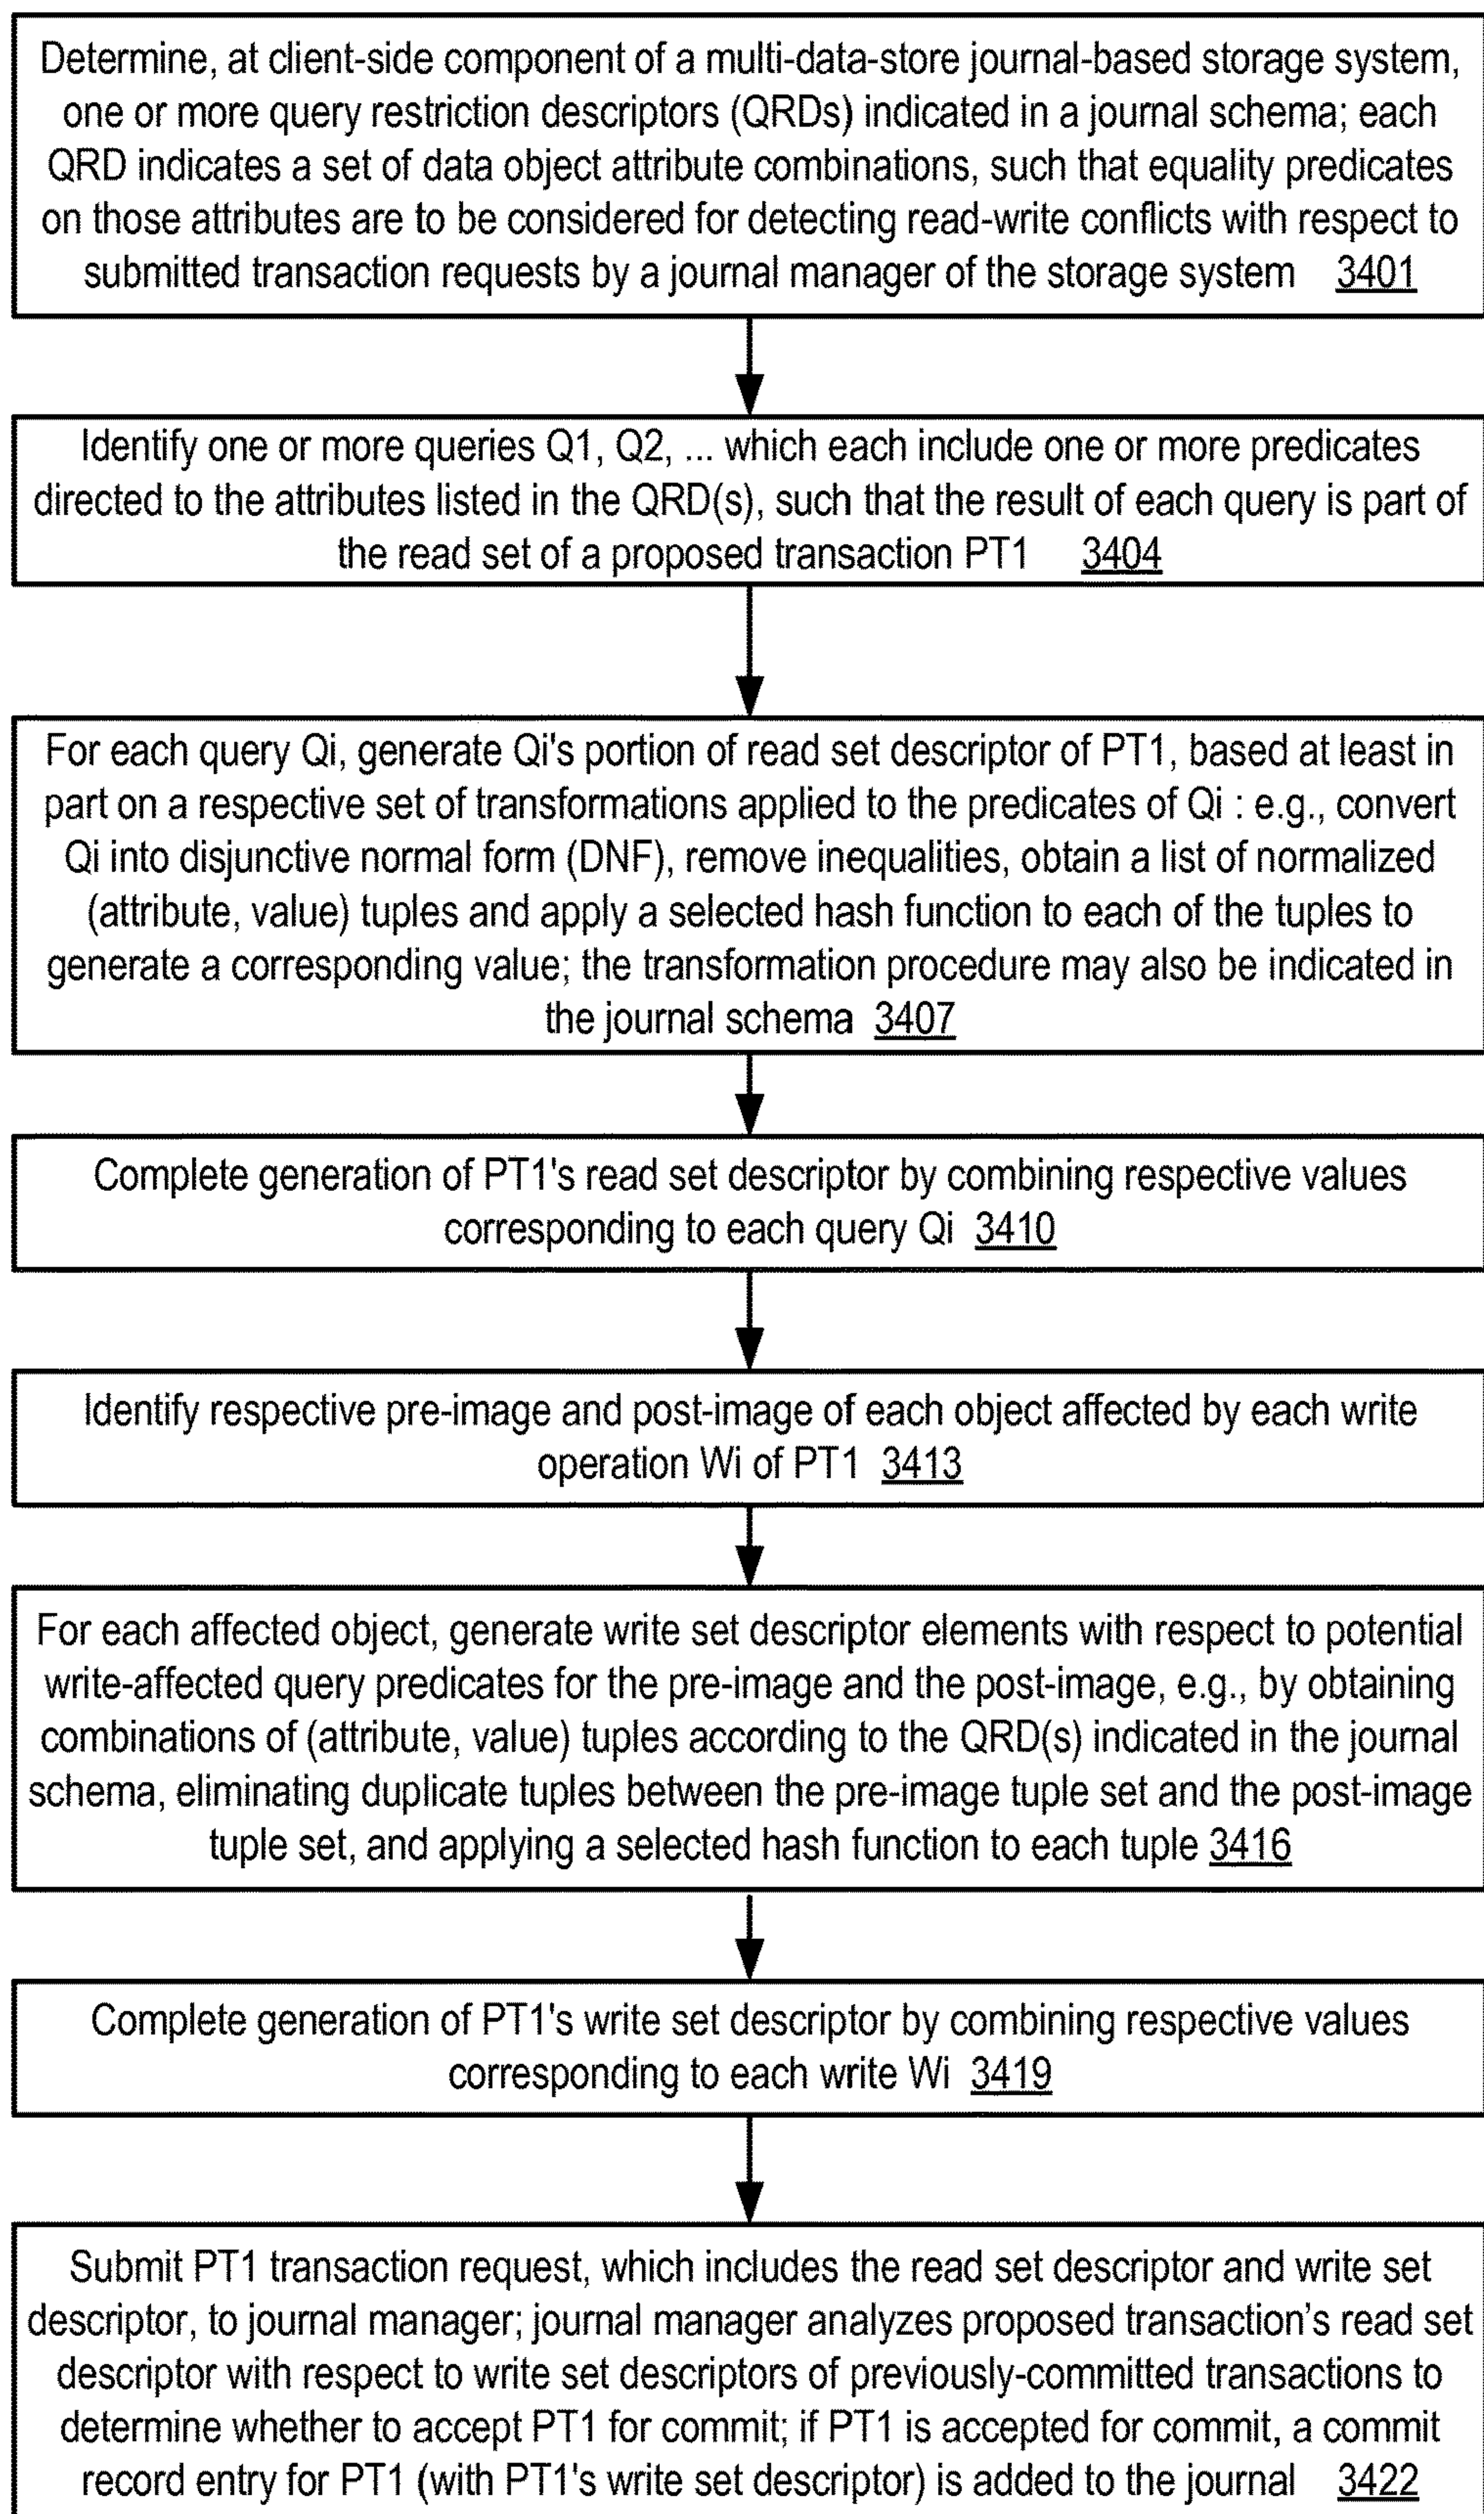 Determine, at client-side component of a multi-data-store journal-based storage system,
one or more query restriction descriptors (QRDs) indicated in a journal schema; each
QRD indicates a set of data object attribute combinations, such that equality predicates
on those attributes are to be considered for detecting read-write conflicts with respect to
submitted transaction requests by a journal manager of the storage system 3401
Identify one or more queries Q1, Q2, ... which each include one or more predicates
directed to the attributes listed in the QRD(s), such that the result of each query is part of
the read set of a proposed transaction PT1 3404
For each query Qi, generate Qi's portion of read set descriptor of PT1, based at least in
part on a respective set of transformations applied to the predicates of Qi : e.g., convert
Qi into disjunctive normal form (DNF), remove inequalities, obtain a list of normalized
(attribute, value) tuples and apply a selected hash function to each of the tuples to
generate a corresponding value; the transformation procedure may also be indicated in
the journal schema 3407
Complete generation of PT1's read set descriptor by combining respective values
corresponding to each query Qi 3410
Identify respective pre-image and post-image of each object affected by each write
operation Wi of PT1 3413
For each affected object, generate write set descriptor elements with respect to potential
write-affected query predicates for the pre-image and the post-image, e.g., by obtaining
combinations of (attribute, value) tuples according to the QRD(s) indicated in the journal
schema, eliminating duplicate tuples between the pre-image tuple set and the post-image
tuple set, and applying a selected hash function to each tuple 3416
Complete generation of PT1's write set descriptor by combining respective values
corresponding to each write Wi 3419
Submit PT1 transaction request, which includes the read set descriptor and write set
descriptor, to journal manager; journal manager analyzes proposed transaction’s read set
descriptor with respect to write set descriptors of previously-committed transactions to
determine whether to accept PT1 for commit; if PT1 is accepted for commit, a commit
record entry for PT1 (with PT1's write set descriptor) is added to the journal 3422